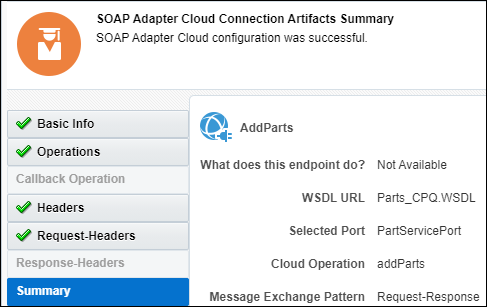 SOAP Adapter Cloud Connection Artifacts Summary
SOAP Adapter Cloud configuration was successful.
Basic Info
Operations
Callback Operation
Headers
Request-Headers
Response-Headers
Summary
AddParts
What does this endpoint do? Not Available
WSDL URL Parts_CPQ.WSDL
Selected Port PartServicePort
Cloud Operation addParts
Message Exchange Pattern Request-Response